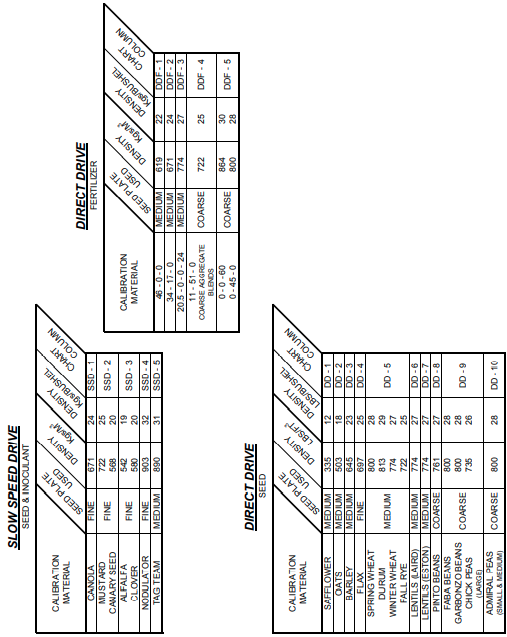 SLOW SPEED DRIVE
SEED & INOCULANT
CALIBRATION MATERIAL
SEED PLATE USED
DENSITY Kgs/M³
DENSITY Kgs/BUSHEL
CHART COLUMN
CANOLA FINE 671 24 SSD - 1
MUSTARD 722 25
CANARY SEED FINE 568 20 SSD - 2
ALFALFA 542 19
CLOVER FINE 580 20 SSD - 3
NODULATOR FINE 903 32 SSD - 4
TAG TEAM MEDIUM 890 31 SSD - 5
DIRECT DRIVE
FERTILIZER
CALIBRATION MATERIAL
SEED PLATE USED
DENSITY Kgs/M³
DENSITY Kgs/BUSHEL
CHART COLUMN
46 - 0 - 0 MEDIUM 619 22 DDF - 1
34 - 17 - 0 MEDIUM 671 24 DDF - 2
20.5 - 0 - 0 - 24 MEDIUM 774 27 DDF - 3
11 - 51 - 0 COARSE 722 25 DDF - 4
COARSE AGGREGATE
BLENDS
0 - 0 - 60 864 30
0 - 45 - 0 COARSE 800 28 DDF - 5
DIRECT DRIVE
SEED
CALIBRATION MATERIAL
SEED PLATE USED
DENSITY LBS/FT³
DENSITY LBS/BUSHEL
CHART COLUMN
SAFFLOWER MEDIUM 335 12 DD - 1
OATS MEDIUM 503 18 DD - 2
BARLEY MEDIUM 645 23 DD - 3
FLAX FINE 697 25 DD - 4
SPRING WHEAT 800 28
DURUM MEDIUM 813 29 DD - 5
WINTER WHEAT 774 27
FALL RYE 722 25
LENTILS (LAIRD) MEDIUM 774 27 DD - 6
LENTILS (ESTON) MEDIUM 774 27 DD - 7
PINTO BEANS COARSE 761 27 DD - 8
FABA BEANS 800 28
GARBONZO BEANS COARSE 800 28 DD - 9
CHICK PEAS 735 26
(LARGE)
ADMIRAL PEAS COARSE 800 28 DD - 10
(SMALL & MEDIUM)